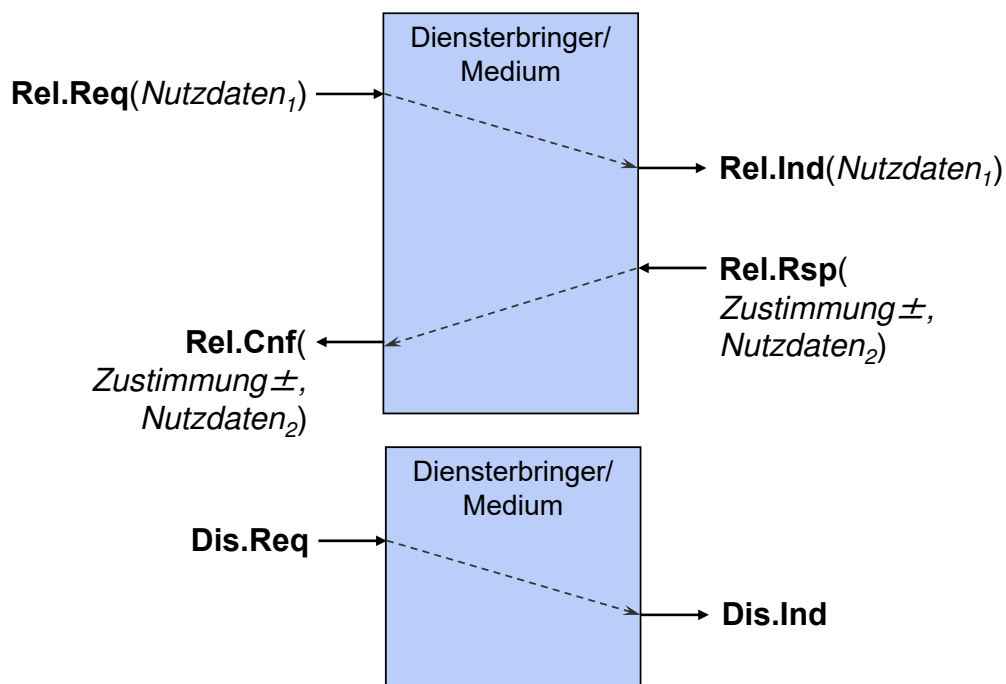 Diensterbringer/
Medium
Rel.Req(Nutzdaten₁)
Rel.Ind(Nutzdaten₁)
Rel.Rsp(
Zustimmung±,
Nutzdaten₂)
Rel.Cnf(
Zustimmung±,
Nutzdaten₂)
Diensterbringer/
Medium
Dis.Req
Dis.Ind